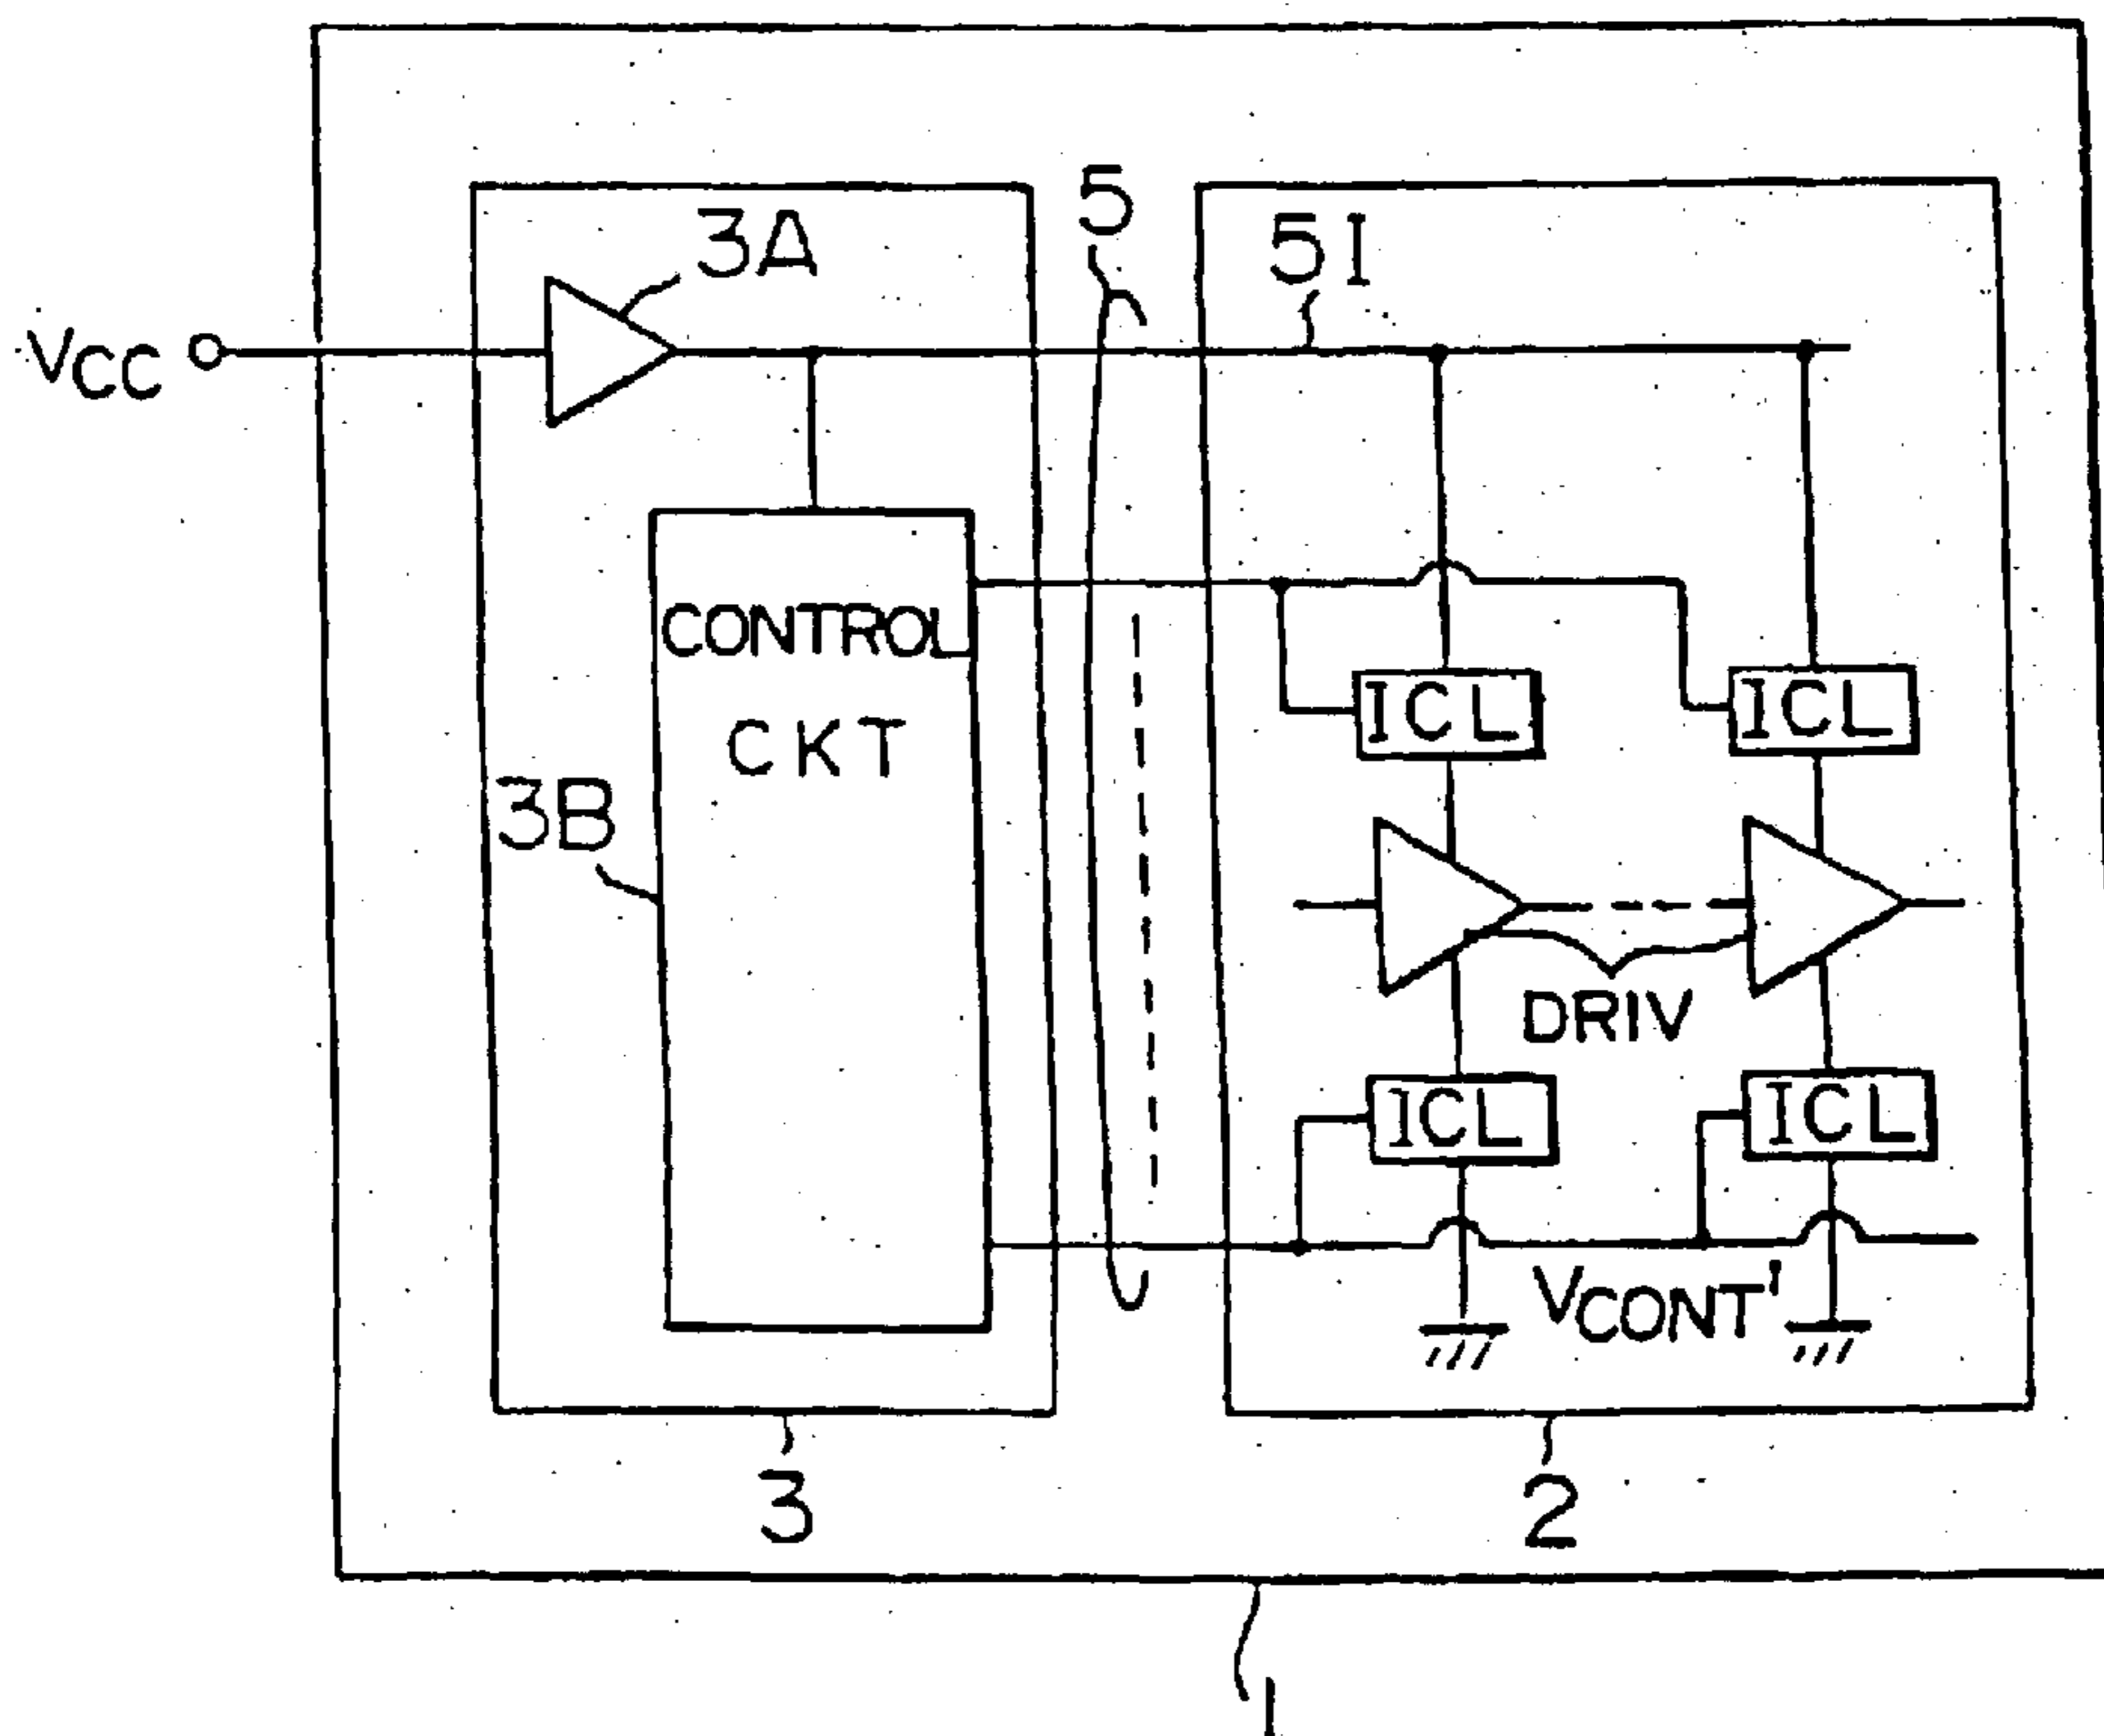 5
3A
5I
VCC
CONTROL
CKT
ICL
ICL
3B
DRIV
ICL
ICL
VCONT'
3
2
1